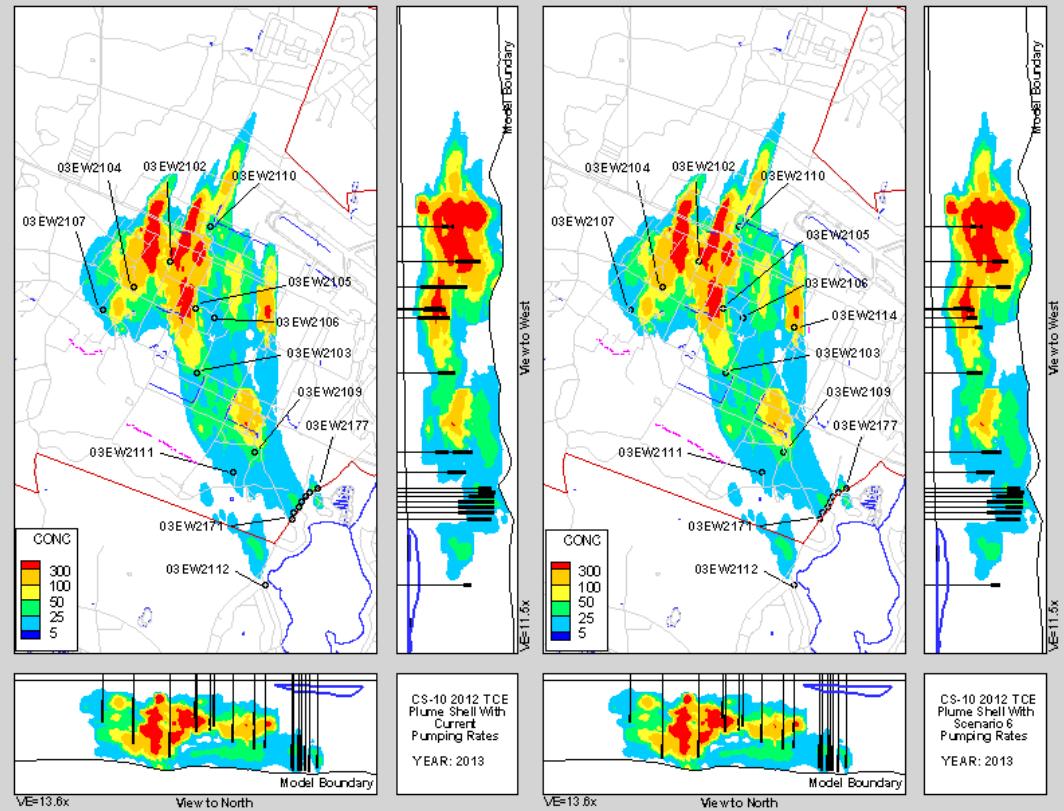 03EW2104
03EW2102
03EW2110
03EW2107
03EW2105
03EW2106
03EW2103
03EW2109
03EW2177
03EW2111
03EW2171
03EW2112
CONC
300
100
50
25
5
Model Boundary
View to West
VE=11.5x
Model Boundary
VE=13.6x
View to North
CS-10 2012 TCE
Plume Shell With
Current
Pumping Rates
YEAR: 2013
03EW2104
03EW2102
03EW2110
03EW2107
03EW2105
03EW2106
03EW2114
03EW2103
03EW2109
03EW2177
03EW2111
03EW2171
03EW2112
CONC
300
100
50
25
5
Model Boundary
View to West
VE=11.5x
Model Boundary
VE=13.6x
View to North
CS-10 2012 TCE
Plume Shell With
Scenario 6
Pumping Rates
YEAR: 2013